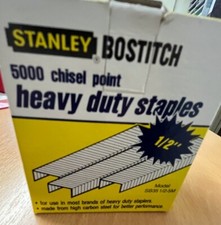 STANLEY BOSTITCH
5000 chisel point
heavy duty staples
1/2"
Model
• for use in most brands of heavy duty staplers.
• made from high carbon steel for better performance.